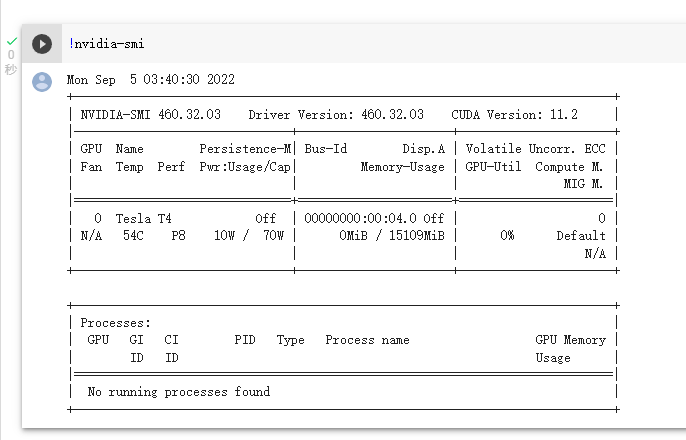 !nvidia-smi
0
秒
Mon Sep  5 03:40:30 2022
NVIDIA-SMI 460.32.03    Driver Version: 460.32.03    CUDA Version: 11.2
GPU  Name        Persistence-M| Bus-Id        Disp.A | Volatile Uncorr. ECC
Fan  Temp  Perf  Pwr:Usage/Cap|         Memory-Usage | GPU-Util  Compute M.
MIG M.
0  Tesla T4            Off  | 00000000:00:04.0 Off |                    0
N/A   54C    P8    10W /  70W |      0MiB / 15109MiB |      0%      Default
N/A
Processes:
GPU   GI   CI        PID   Type   Process name                  GPU Memory
ID   ID                                                   Usage
No running processes found